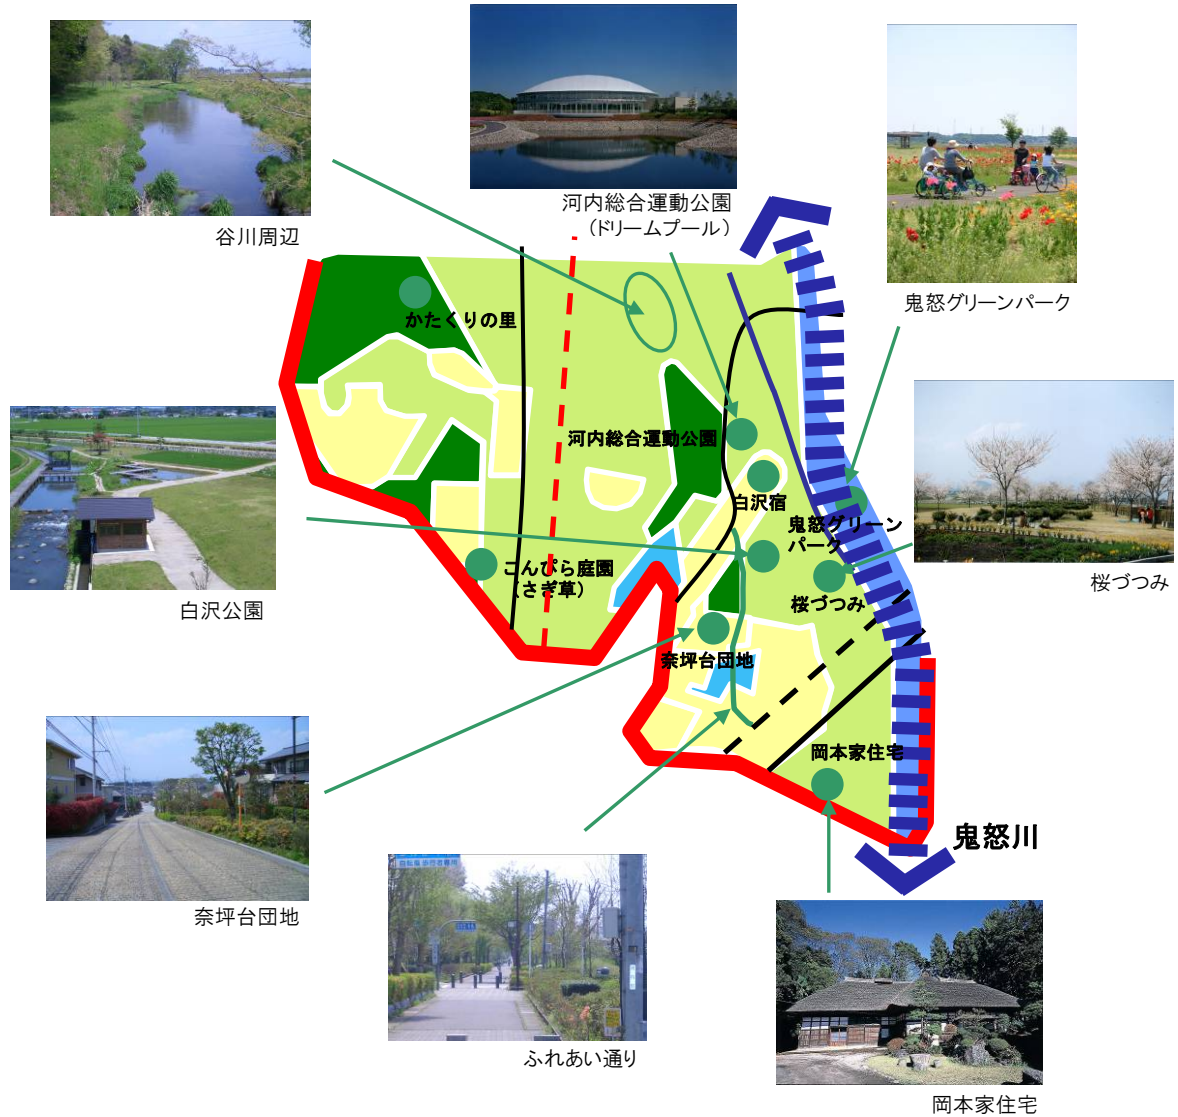 河内総合運動公園
（ドリームプール）
谷川周辺
鬼怒グリーンパーク
かたくりの里
河内総合運動公園
白沢宿
鬼怒グリーン
パーク
こんぴら庭園
（さぎ草）
桜づつみ
桜づつみ
白沢公園
奈坪台団地
岡本家住宅
鬼怒川
奈坪台団地
ふれあい通り
岡本家住宅